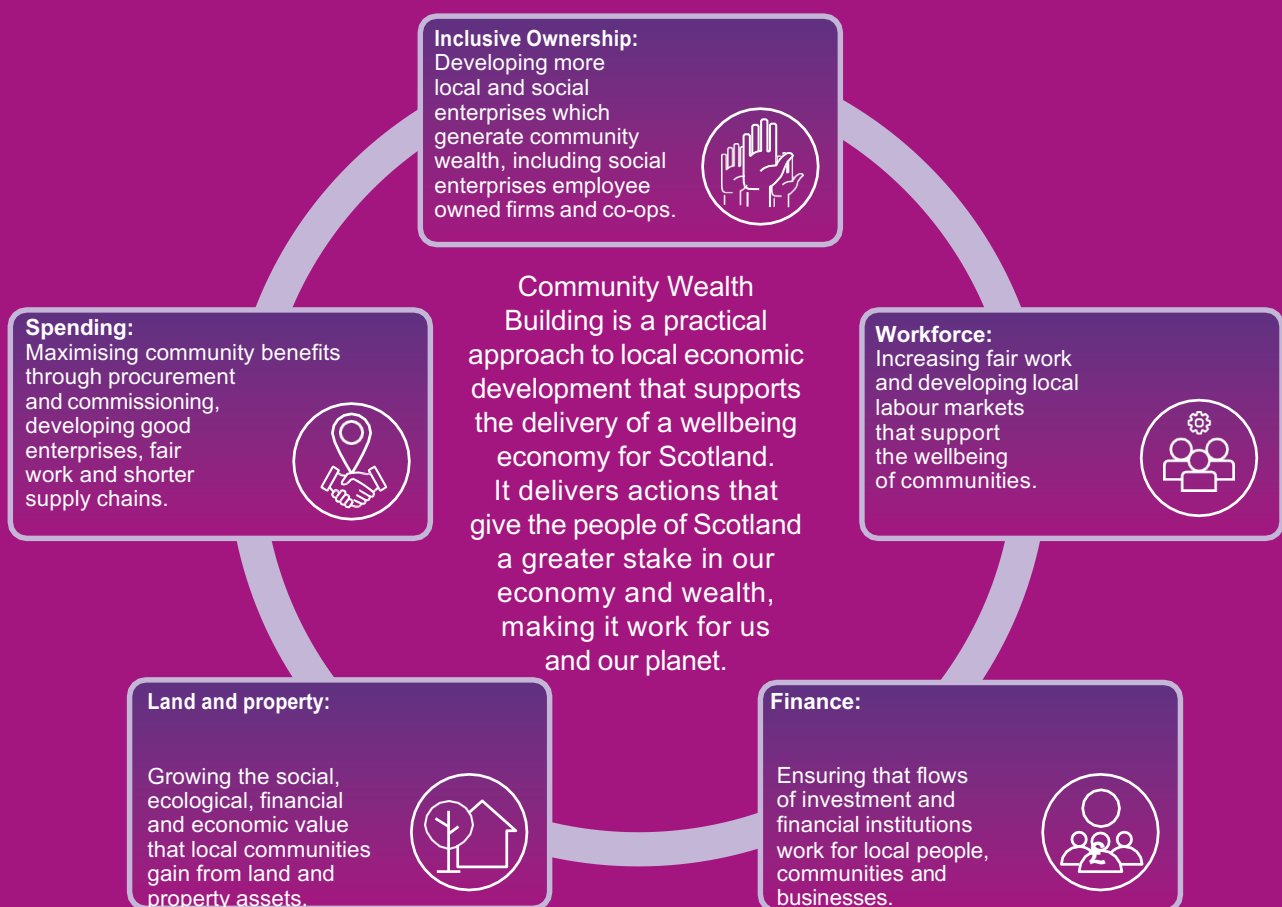 Inclusive Ownership:
Developing more
local and social
enterprises which
generate community
wealth, including social
enterprises employee
owned firms and co-ops.
Spending:
Maximising community benefits
through procurement
and commissioning,
developing good
enterprises, fair
work and shorter
supply chains.
Community Wealth
Building is a practical
approach to local economic
development that supports
the delivery of a wellbeing
economy for Scotland.
It delivers actions that
give the people of Scotland
a greater stake in our
economy and wealth,
making it work for us
and our planet.
Workforce:
Increasing fair work
and developing local
labour markets
that support
the wellbeing
of communities.
Land and property:
Growing the social,
ecological, financial
and economic value
that local communities
gain from land and
property assets.
Finance:
Ensuring that flows
of investment and
financial institutions
work for local people,
communities and
businesses.
£